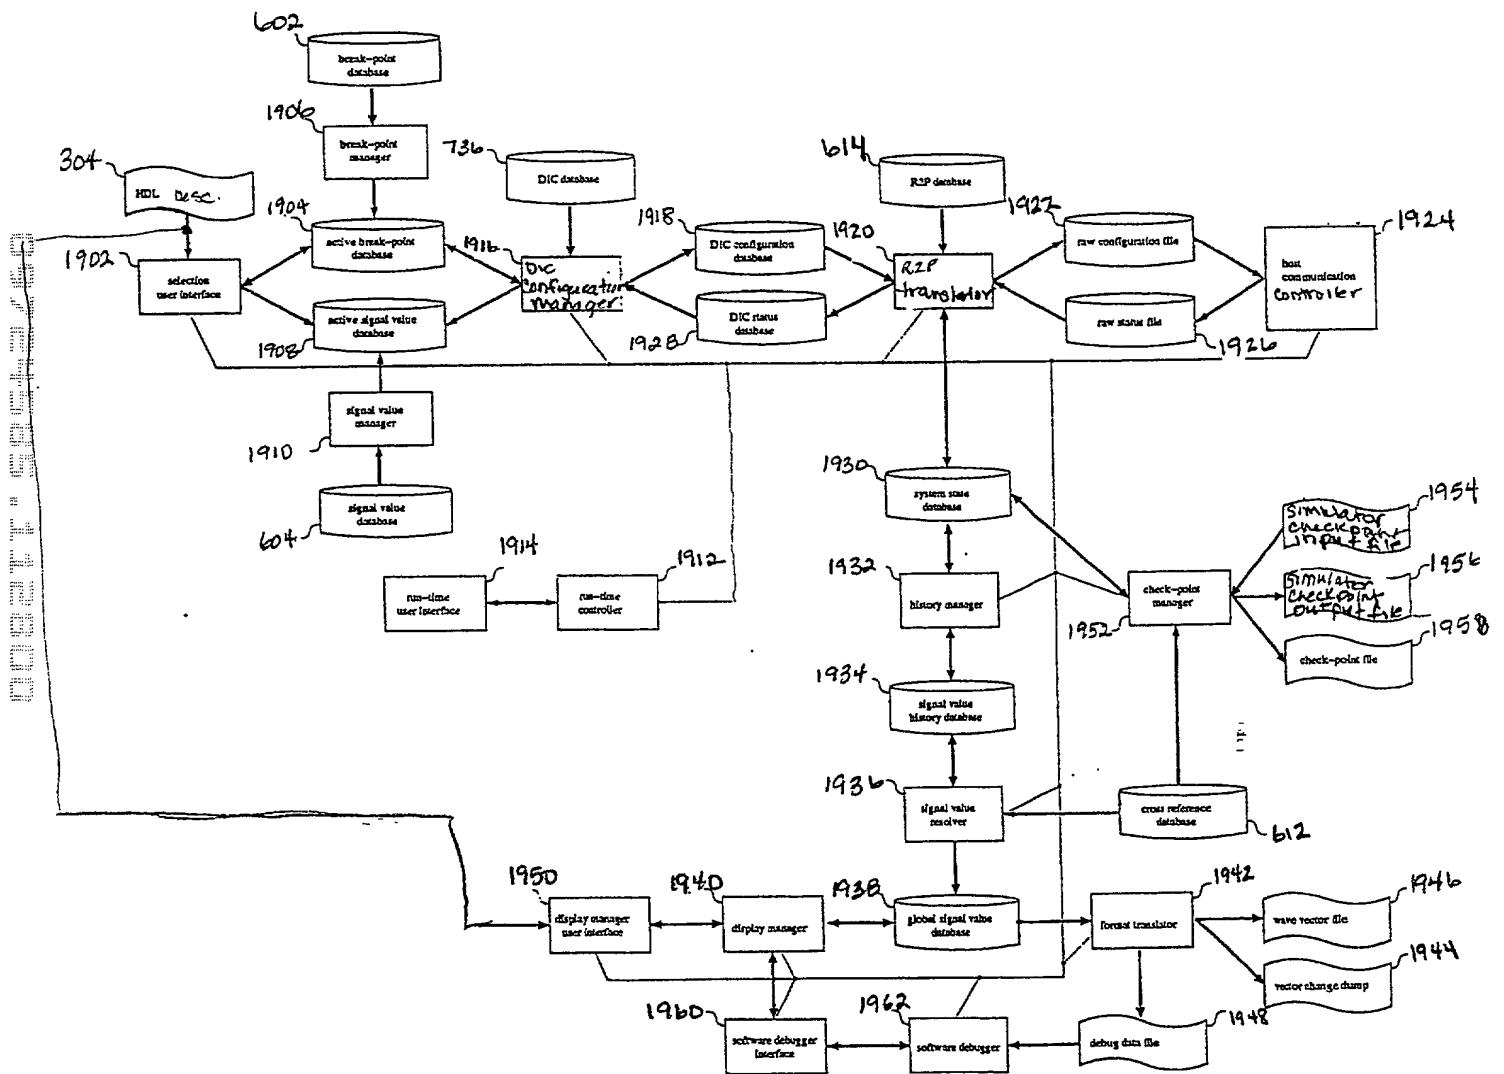 602
break-point
database
1906
break-point
manager
304
HDL Desc.
736
DIC database
614
R2P database
1904
active break-point
database
1902
selection
user interface
1916
DIC
configuration
manager
1918
DIC configuration
database
1920
R2P
translator
1922
raw configuration file
1924
host
communication
controller
active signal value
database
1908
DIC status
database
1928
raw status file
1926
signal value
manager
1910
signal value
database
604
1930
system state
database
1914
run-time
user interface
1912
run-time
controller
1932
history manager
check-point
manager
1952
1954
Simulator
checkpoint
input file
1956
Simulator
checkpoint
output file
1958
check-point file
1934
signal value
history database
1936
signal value
resolver
cross reference
database
612
1950
display manager
user interface
1940
display manager
1938
global signal value
database
1942
format translator
1946
wave vector file
1944
vector change dump
1960
software debugger
interface
1962
software debugger
1948
debug data file